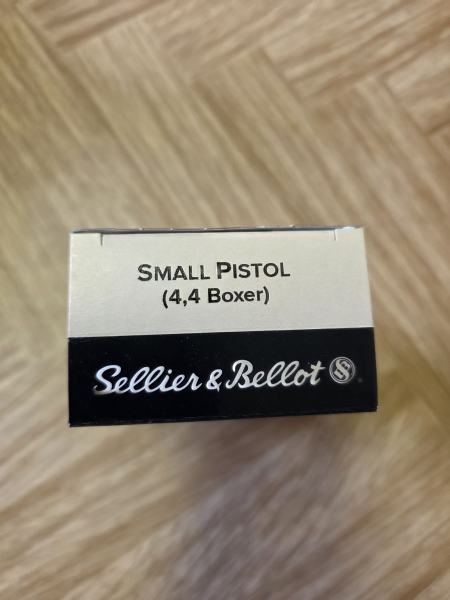 SMALL PISTOL
(4,4 Boxer)
Sellier & Bellot